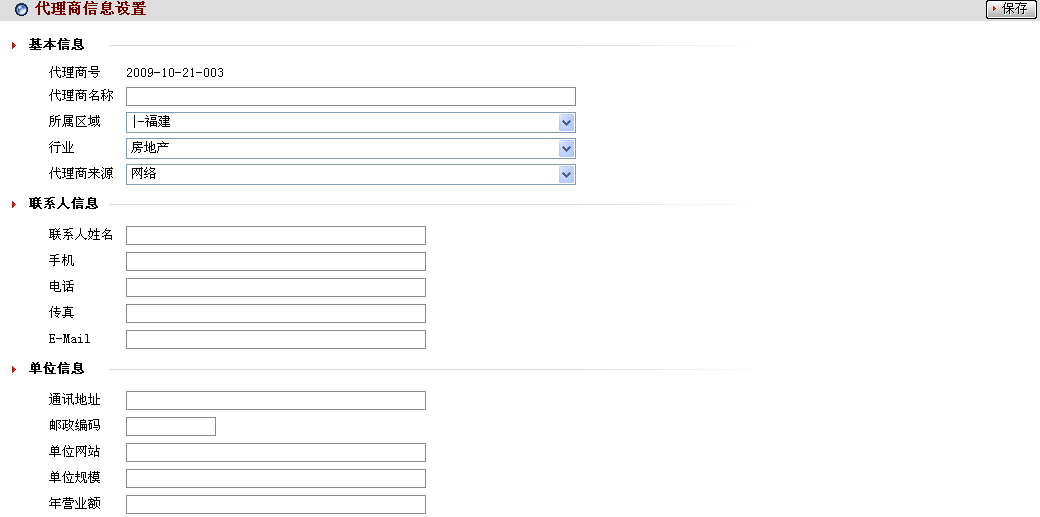 代理商信息设置 保存
基本信息
代理商号 2009-10-21-003
代理商名称
所属区域 |-福建
行业 房地产
代理商来源 网络
联系人信息
联系人姓名
手机
电话
传真
E-Mail
单位信息
通讯地址
邮政编码
单位网站
单位规模
年营业额